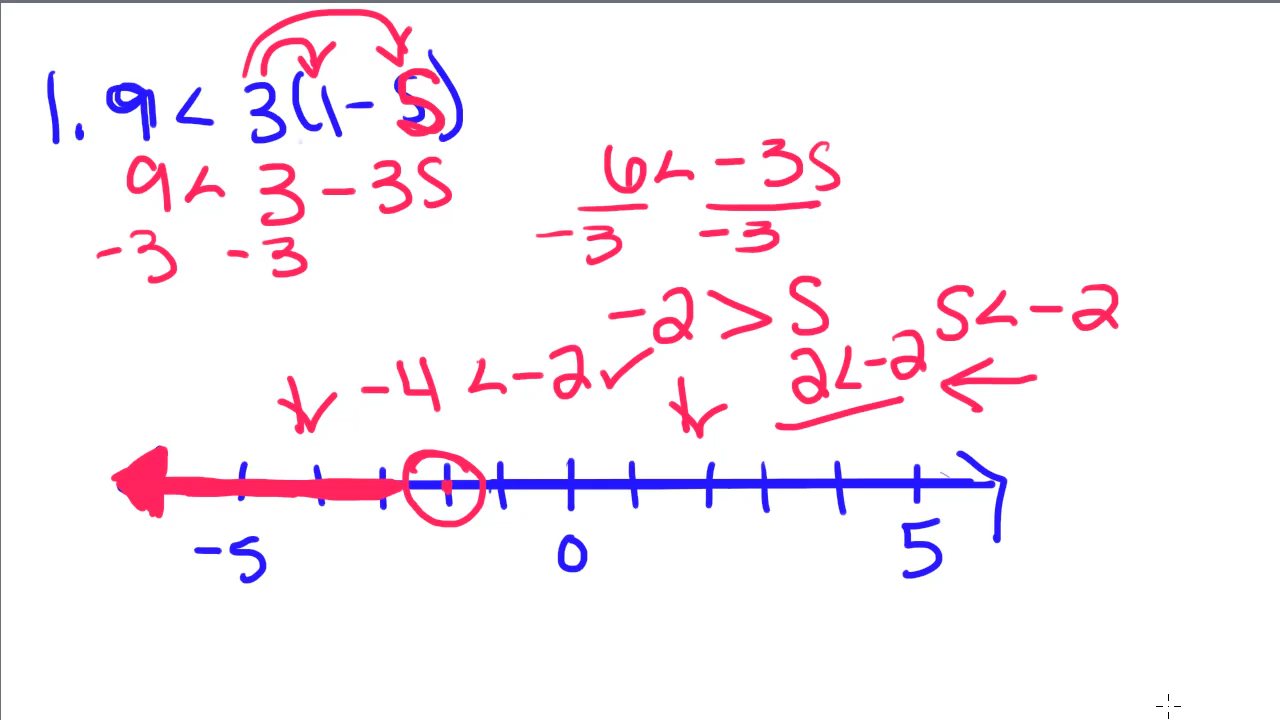 1. 9 < 3(1 - S)
9 < 3 - 3S
-3 -3
6 < -3S
-3 -3
-2 > S
S < -2
-4 < -2 ✓
2 < -2
-5 0 5